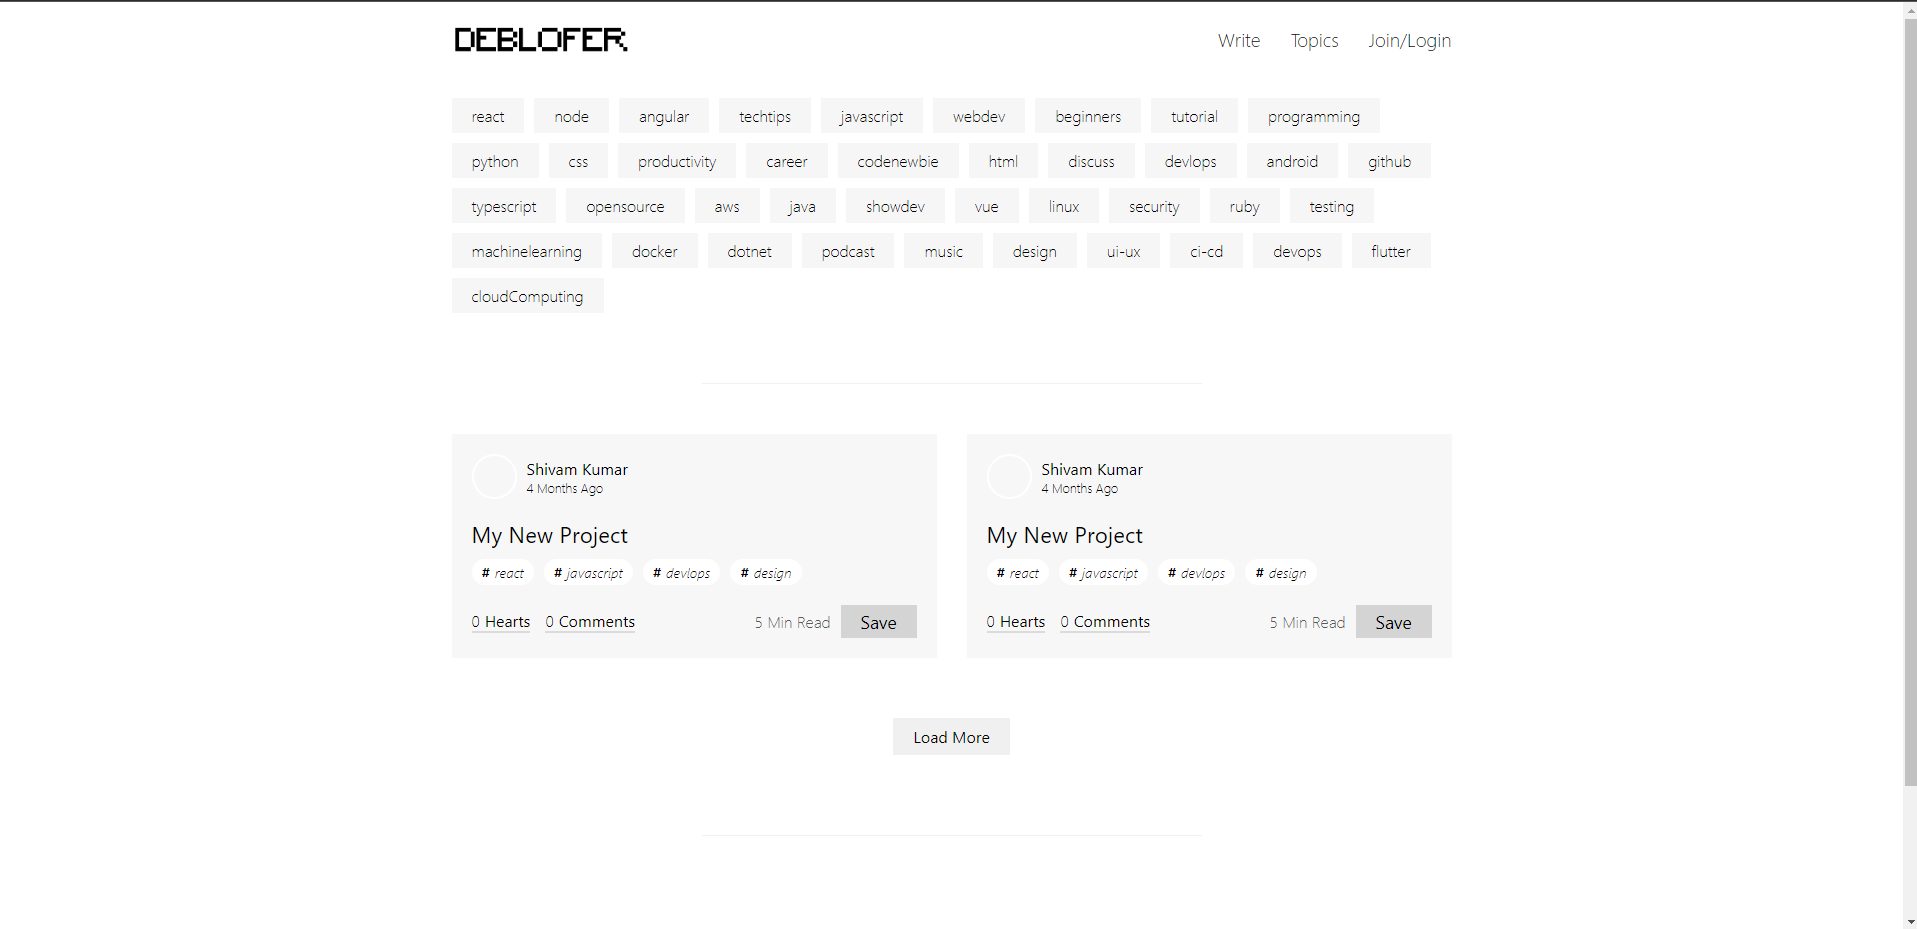 DEBLOFER Write Topics Join/Login
react node angular techtips javascript webdev beginners tutorial programming
python css productivity career codenewbie html discuss devlops android github
typescript opensource aws java showdev vue linux security ruby testing
machinelearning docker dotnet podcast music design ui-ux ci-cd devops flutter
cloudComputing
Shivam Kumar
4 Months Ago
My New Project
# react # javascript # devlops # design
0 Hearts 0 Comments 5 Min Read Save
Shivam Kumar
4 Months Ago
My New Project
# react # javascript # devlops # design
0 Hearts 0 Comments 5 Min Read Save
Load More